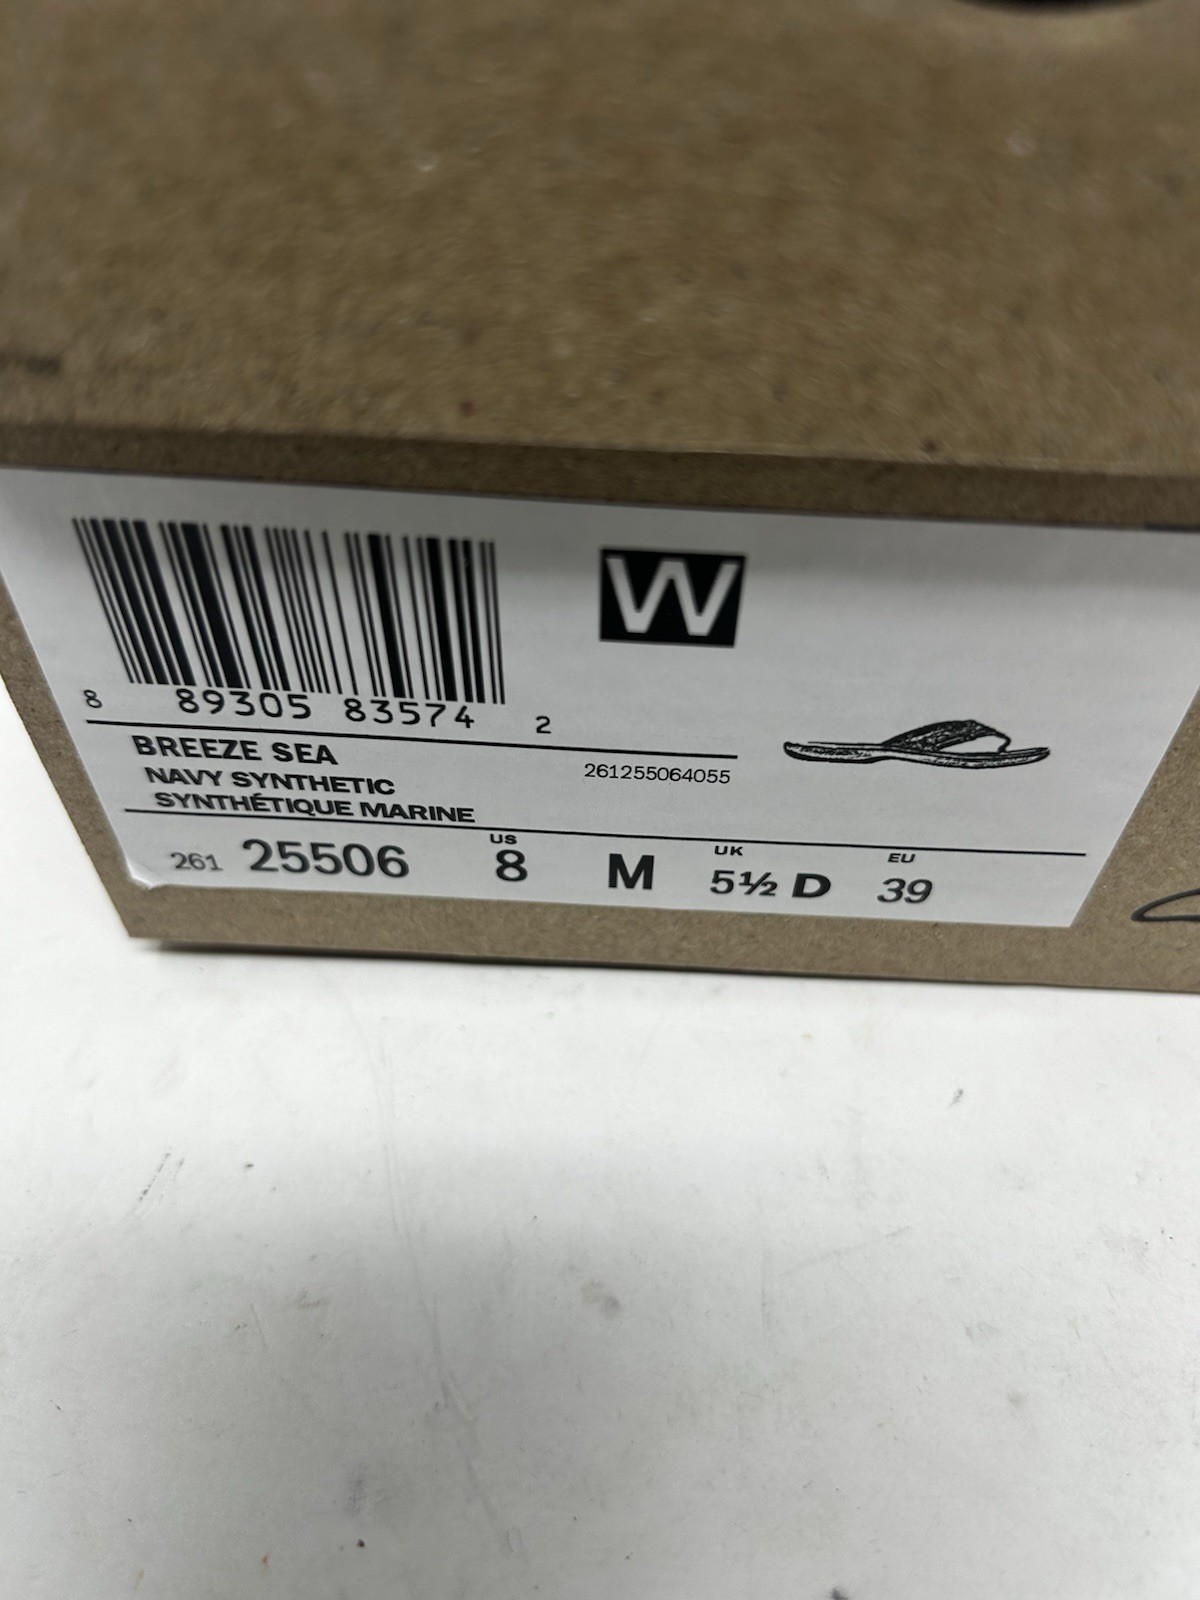 W
8 89305 83574 2
BREEZE SEA
261255064055
NAVY SYNTHETIC
SYNTHÉTIQUE MARINE
US UK EU
261 25506 8 M 5½ D 39